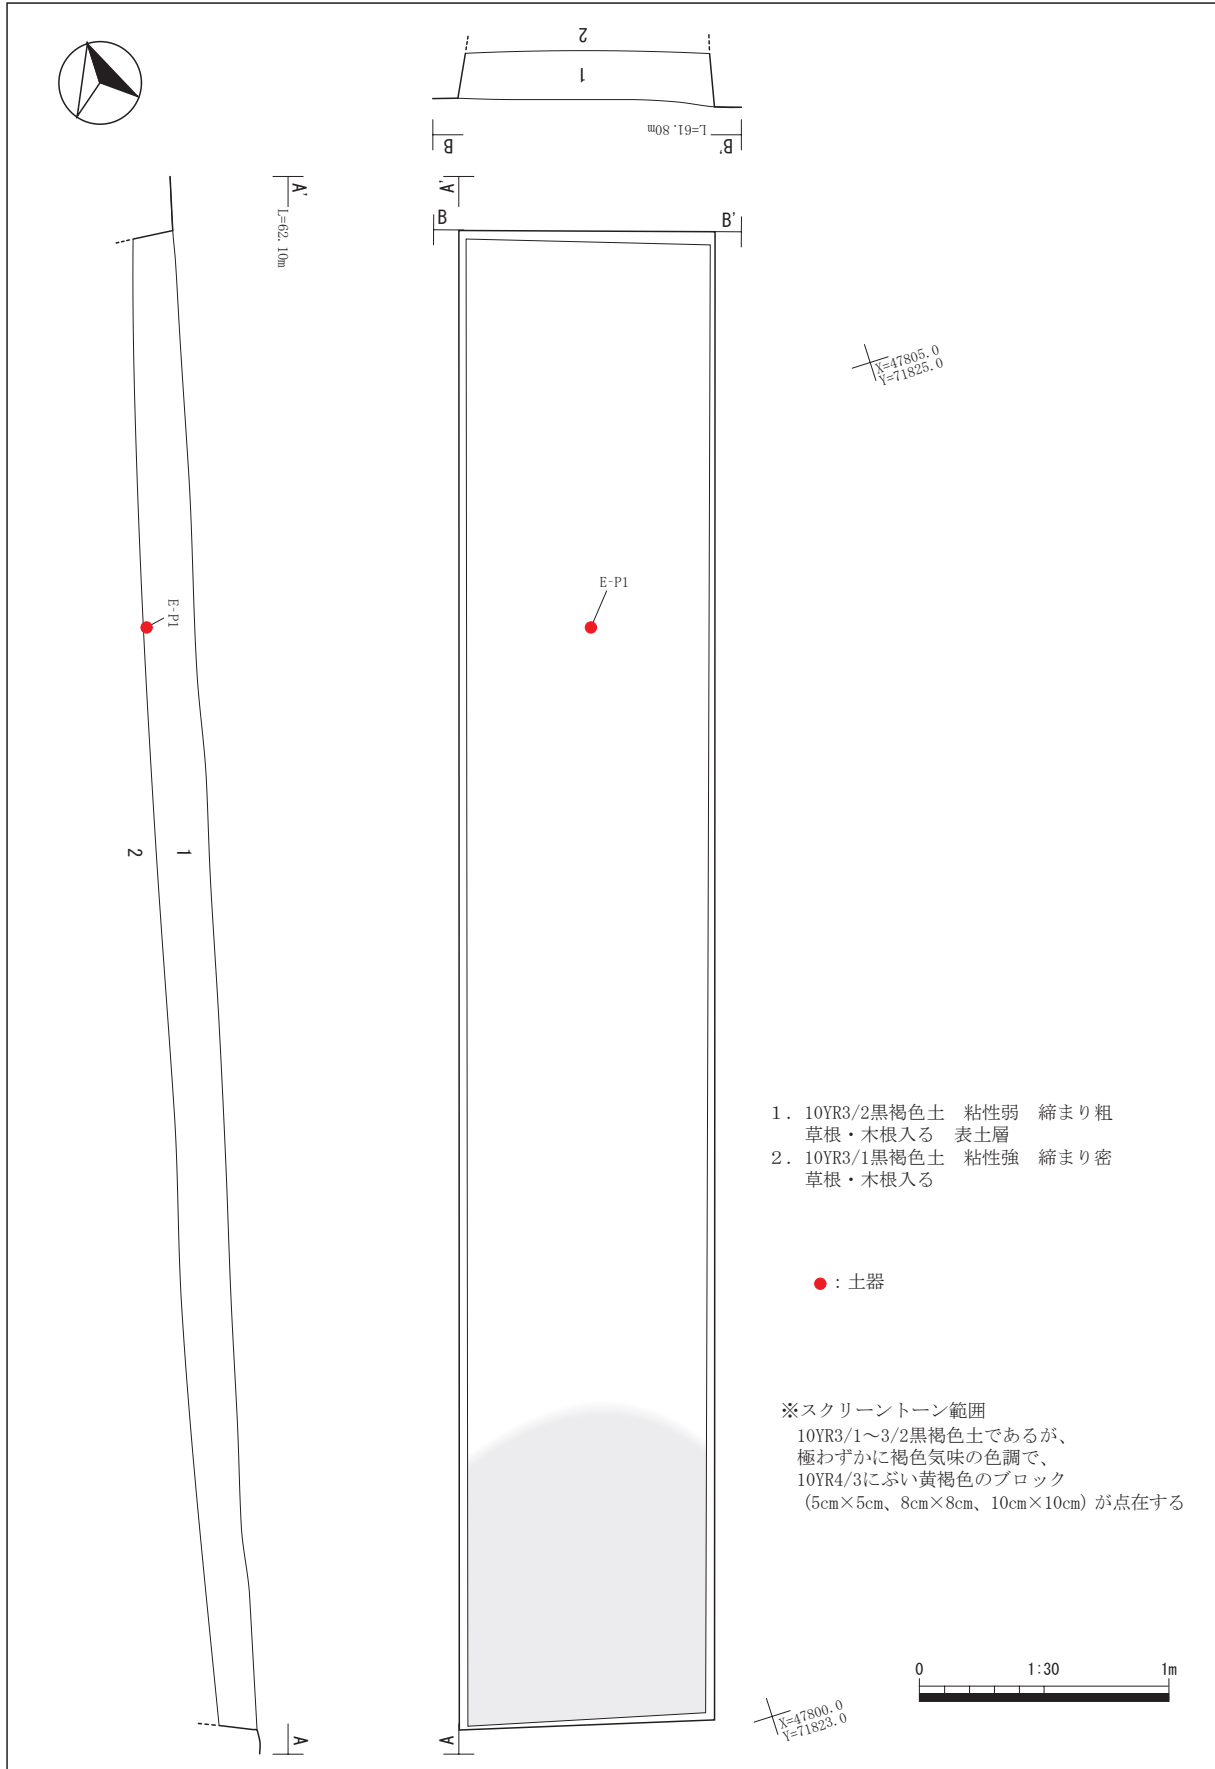 2
1
L=61.80m
B
B'
A'
L=62.10m
A'
B
B'
X=47805.0
Y=71825.0
E-P1
E-P1
2
1
1. 10YR3/2黒褐色土　粘性弱　締まり粗
草根・木根入る　表土層
2. 10YR3/1黒褐色土　粘性強　締まり密
草根・木根入る
：土器
※スクリーントーン範囲
10YR3/1～3/2黒褐色土であるが、
極わずかに褐色気味の色調で、
10YR4/3にぶい黄褐色のブロック
(5cm×5cm、8cm×8cm、10cm×10cm) が点在する
0 1:30 1m
X=47800.0
Y=71823.0
A
A